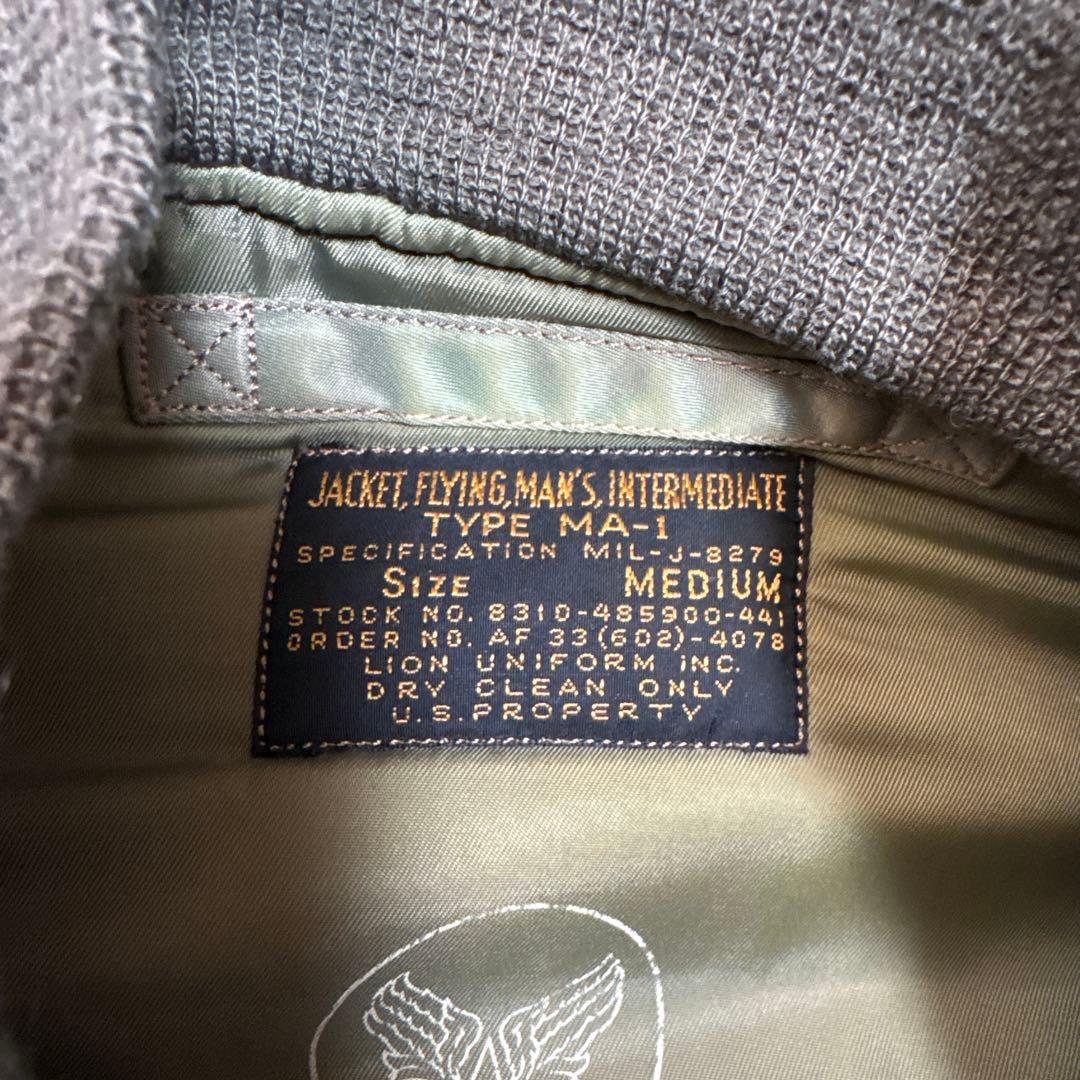 JACKET, FLYING, MAN'S, INTERMEDIATE
TYPE MA-1
SPECIFICATION MIL-J-8279
SIZE MEDIUM
STOCK NO. 8310-485900-441
ORDER NO. AF 33(602)-4078
LION UNIFORM INC.
DRY CLEAN ONLY
U.S. PROPERTY